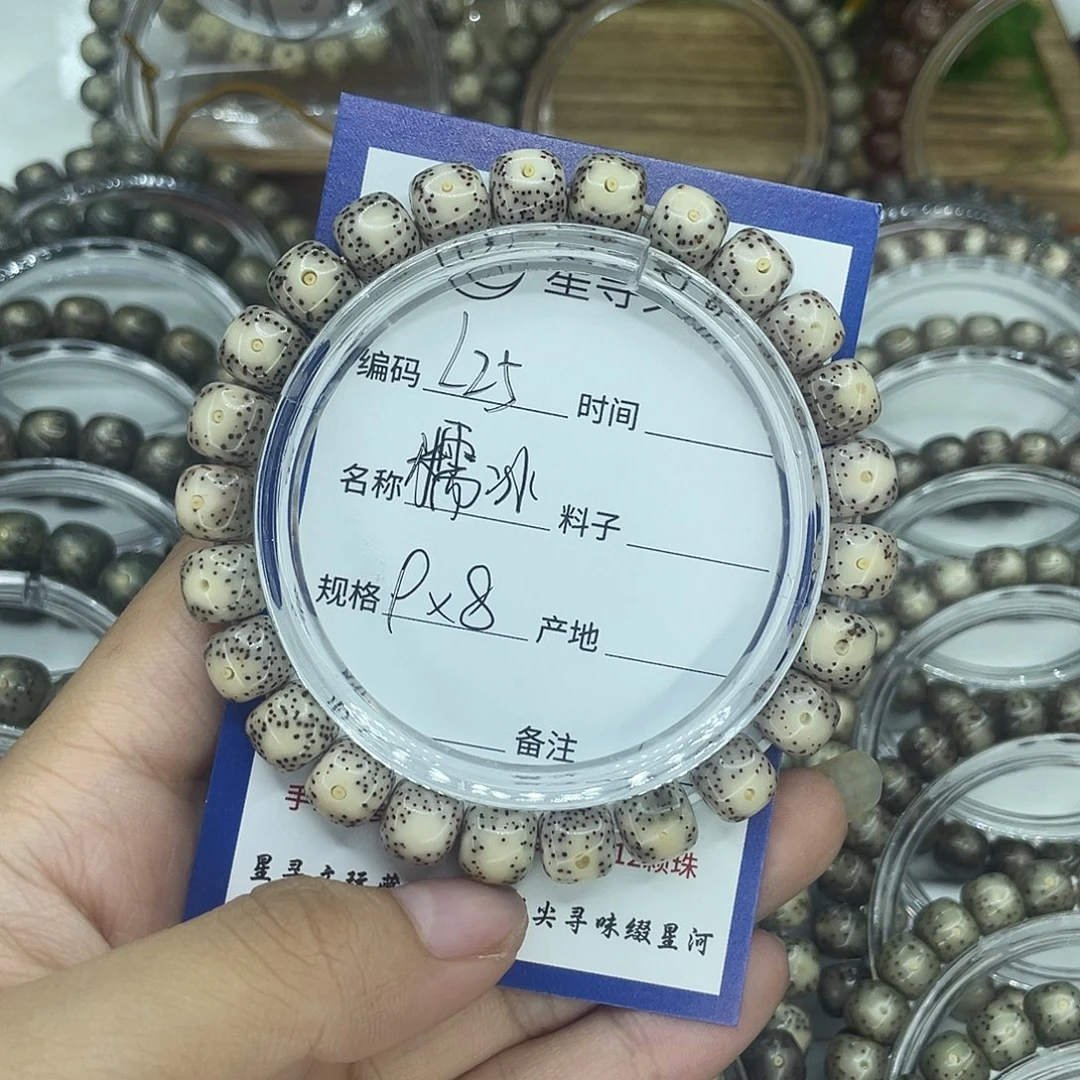 星寻
编码 L25 时间
名称 糯冰 料子
规格 9x8 产地
备注
手
12颗珠
星寻文玩
尖寻味缀星河